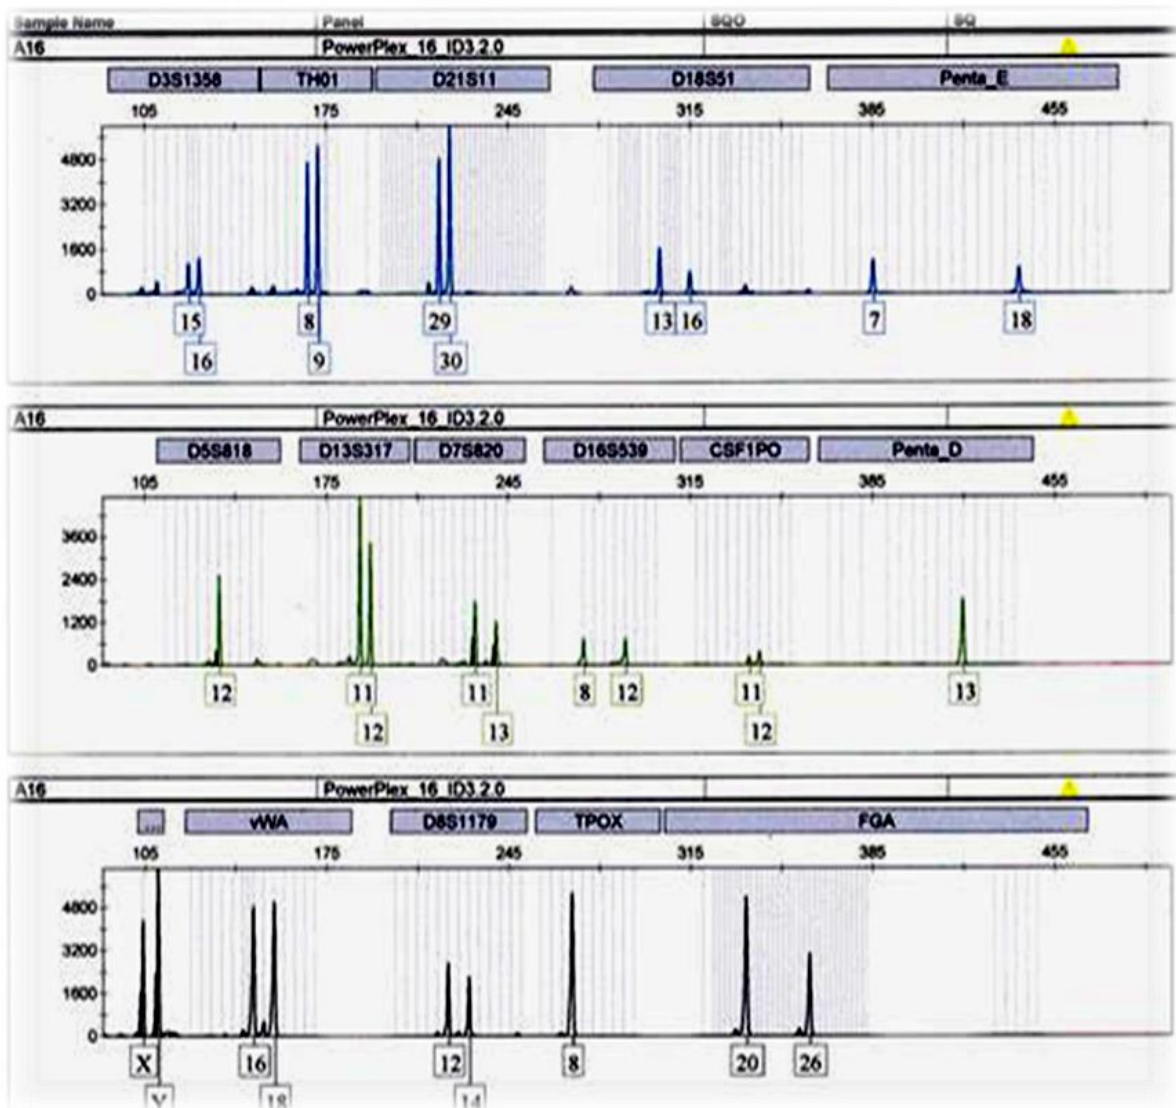 Sample Name Panel SQO SQ
A16 PowerPlex_16_ID3.2.0
D3S1358 TH01 D21S11 D18S51 Penta_E
105 175 245 315 385 455
4800
3200
1600
0
15 8 29 13 16 7 18
16 9 30
A16 PowerPlex_16_ID3.2.0
D5S818 D13S317 D7S820 D16S539 CSF1PO Penta_D
105 175 245 315 385 455
3600
2400
1200
0
12 11 11 8 12 11 13
12 13 12
A16 PowerPlex_16_ID3.2.0
... vWA D8S1179 TPOX FGA
105 175 245 315 385 455
4800
3200
1600
0
X 16 12 8 20 26
Y 18 14